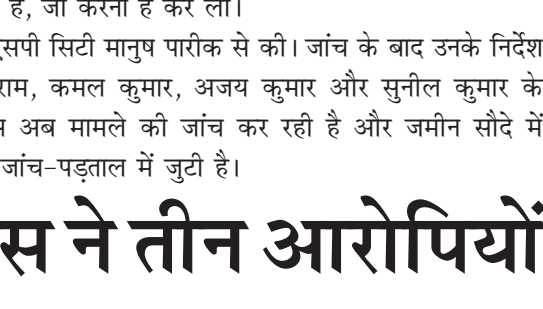 है, जो करना है कर लो।
सपी सिटी मानुष पारीक से की। जांच के बाद उनके निर्देश
राम, कमल कुमार, अजय कुमार और सुनील कुमार के
अब मामले की जांच कर रही है और जमीन सौदे में
जांच-पड़ताल में जुटी है।
स ने तीन आरोपियों